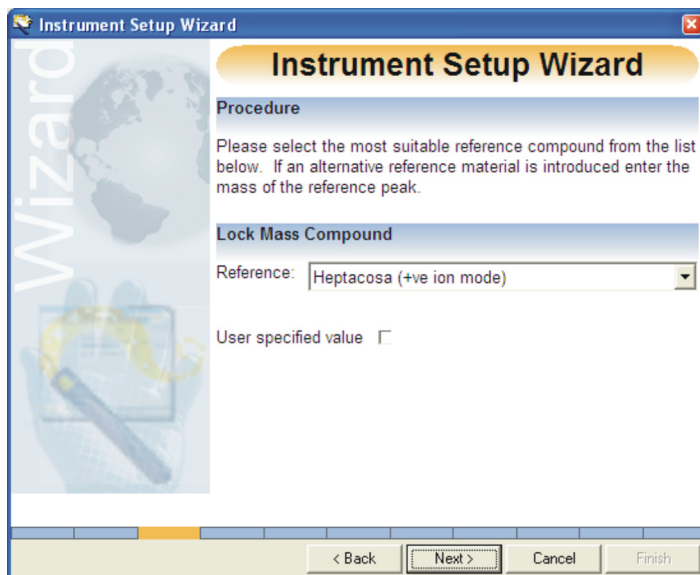 Instrument Setup Wizard
Wizard
Instrument Setup Wizard
Procedure
Please select the most suitable reference compound from the list
below. If an alternative reference material is introduced enter the
mass of the reference peak.
Lock Mass Compound
Reference: Heptacosa (+ve ion mode)
User specified value
< Back Next > Cancel Finish